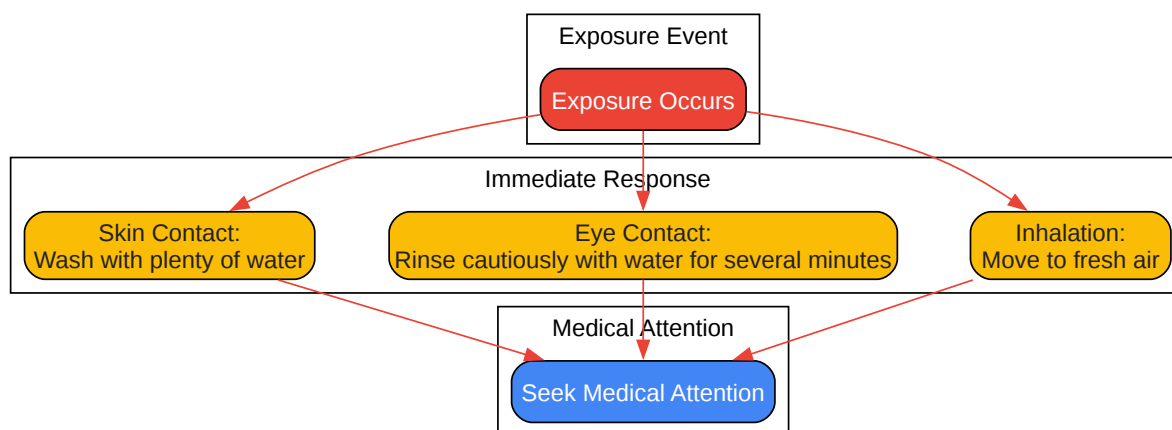 Exposure Event
Exposure Occurs
Immediate Response
Skin Contact:
Wash with plenty of water
Eye Contact:
Rinse cautiously with water for several minutes
Inhalation:
Move to fresh air
Medical Attention
Seek Medical Attention